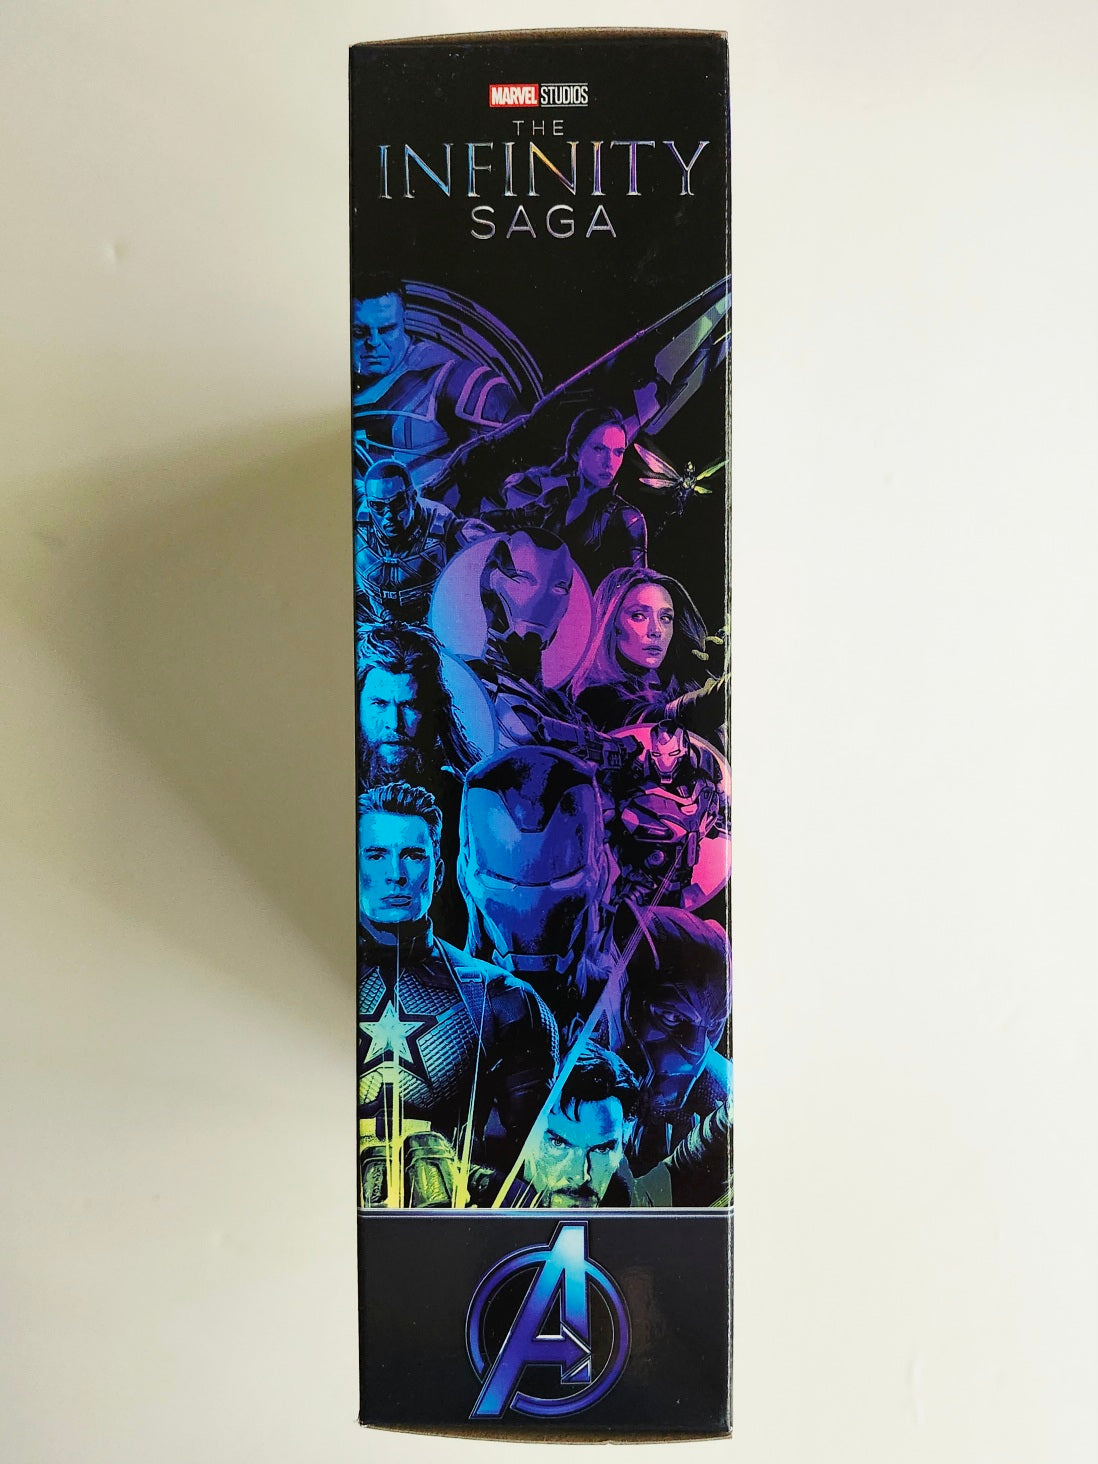 MARVEL STUDIOS
THE
INFINITY
SAGA
A